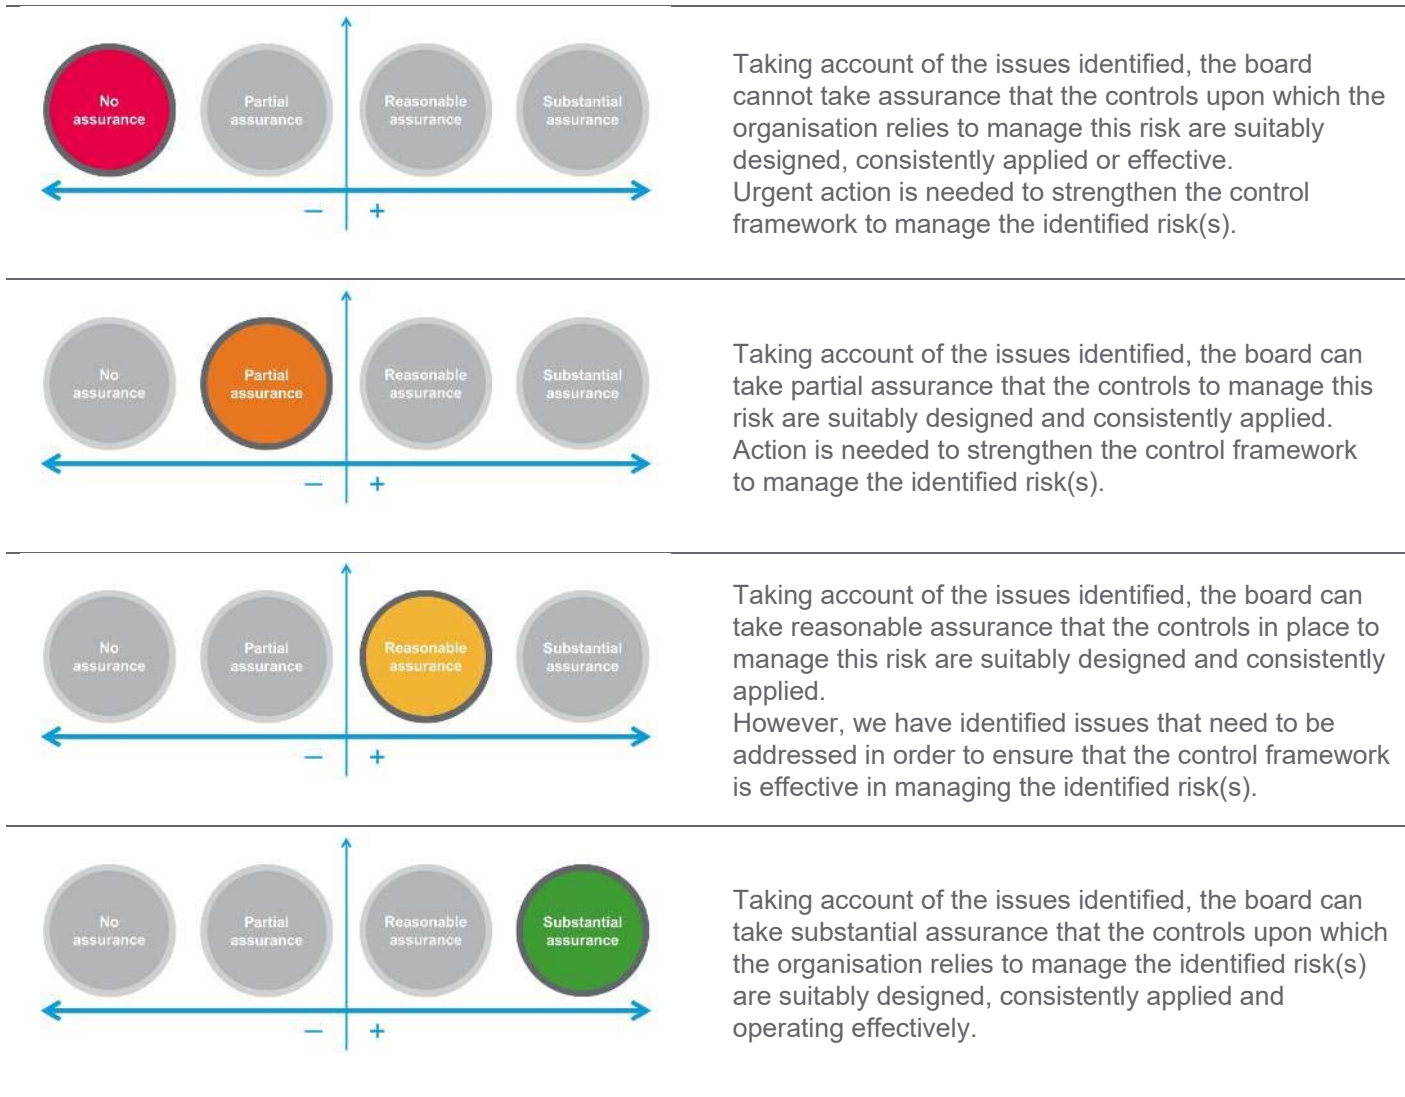 No
assurance
Partial
assurance
Reasonable
assurance
Substantial
assurance
— +
Taking account of the issues identified, the board
cannot take assurance that the controls upon which the
organisation relies to manage this risk are suitably
designed, consistently applied or effective.
Urgent action is needed to strengthen the control
framework to manage the identified risk(s).
No
assurance
Partial
assurance
Reasonable
assurance
Substantial
assurance
— +
Taking account of the issues identified, the board can
take partial assurance that the controls to manage this
risk are suitably designed and consistently applied.
Action is needed to strengthen the control framework
to manage the identified risk(s).
No
assurance
Partial
assurance
Reasonable
assurance
Substantial
assurance
— +
Taking account of the issues identified, the board can
take reasonable assurance that the controls in place to
manage this risk are suitably designed and consistently
applied.
However, we have identified issues that need to be
addressed in order to ensure that the control framework
is effective in managing the identified risk(s).
No
assurance
Partial
assurance
Reasonable
assurance
Substantial
assurance
— +
Taking account of the issues identified, the board can
take substantial assurance that the controls upon which
the organisation relies to manage the identified risk(s)
are suitably designed, consistently applied and
operating effectively.